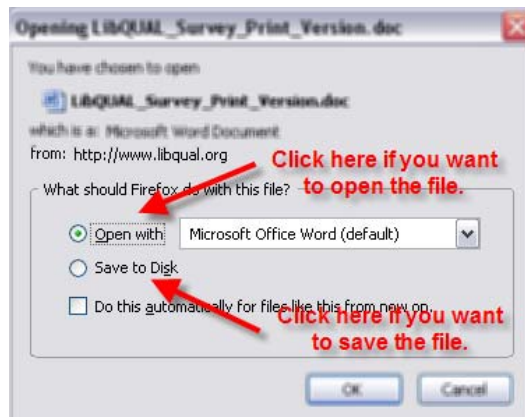 Opening LibQUAL_Survey_Print_Version.doc
You have chosen to open
LibQUAL_Survey_Print_Version.doc
which is a: Microsoft Word Document
from: http://www.libqual.org
Click here if you want
to open the file.
What should Firefox do with this file?
Open with
Microsoft Office Word (default)
Save to Disk
Do this automatically for files like this from now on.
Click here if you want
to save the file.
OK
Cancel